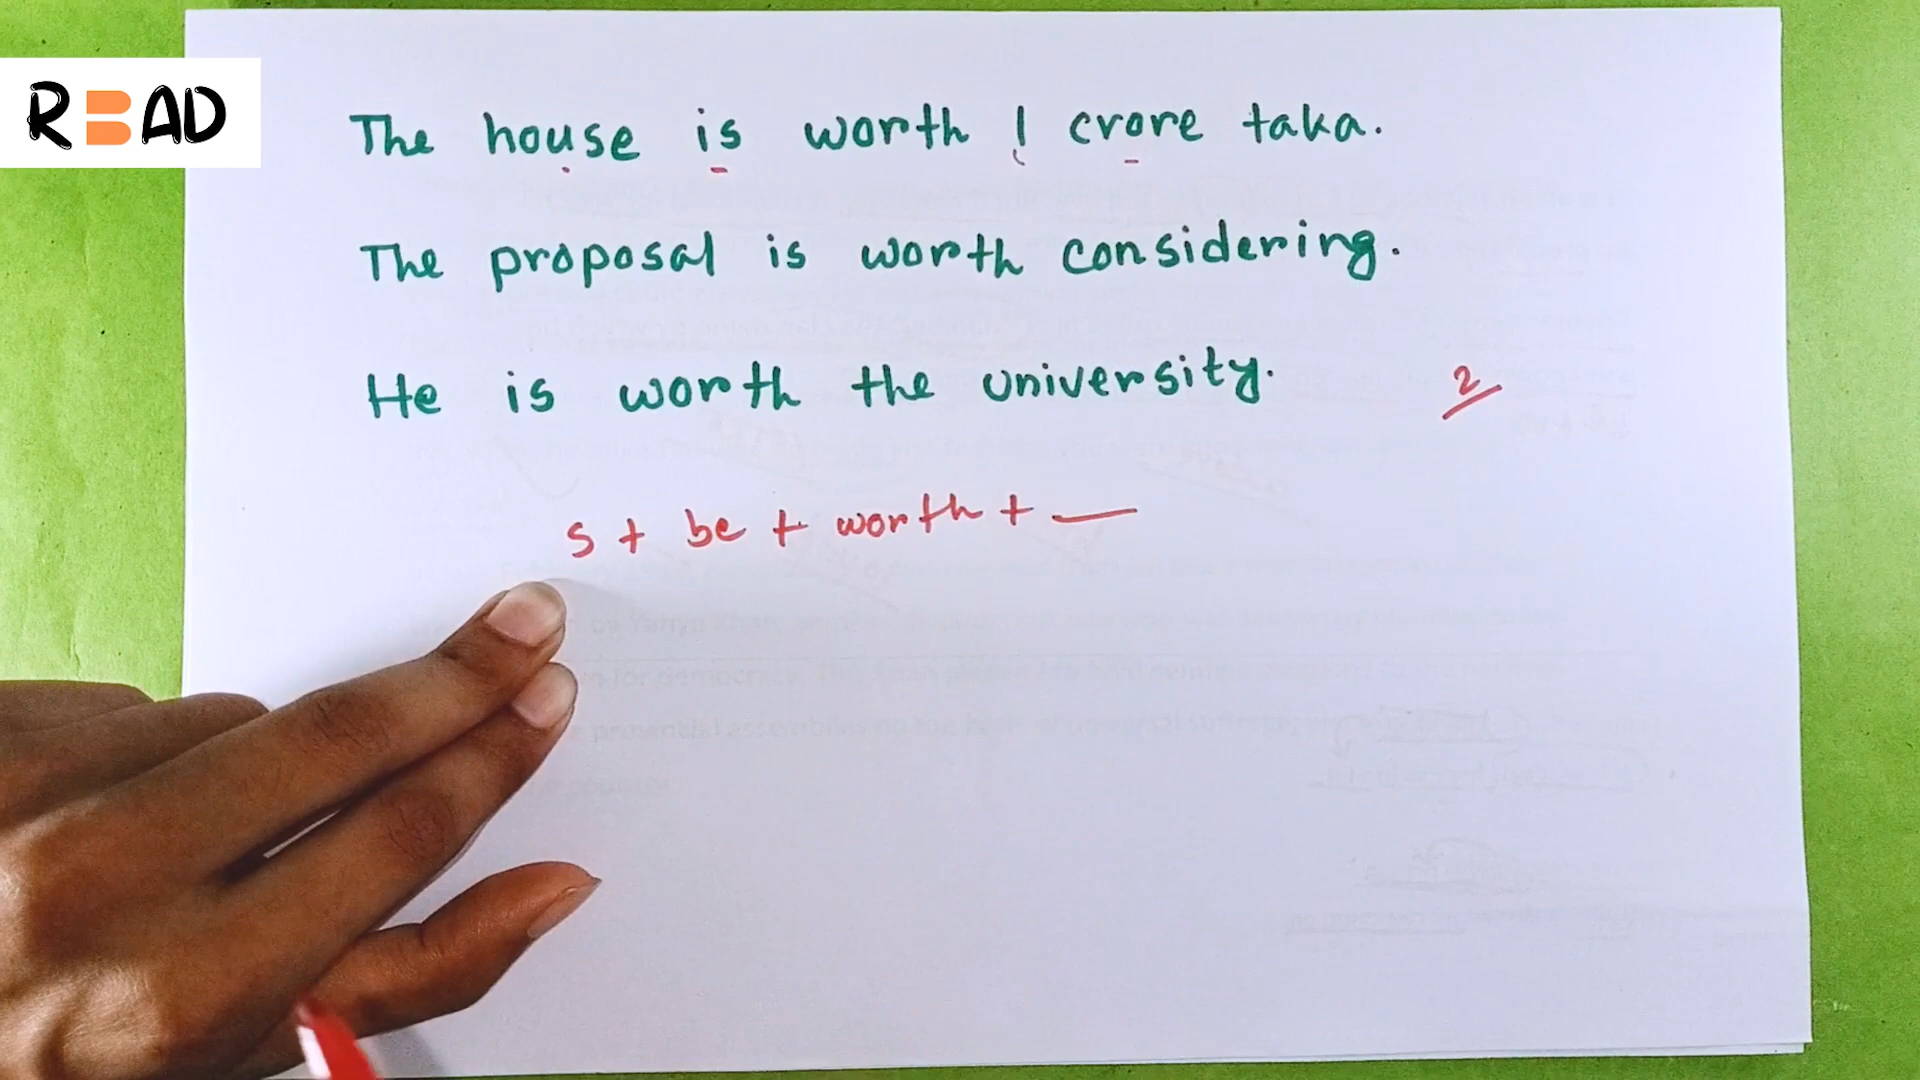 READ
The house is worth 1 crore taka.
The proposal is worth considering.
He is worth the university.
2
s + be + worth + —